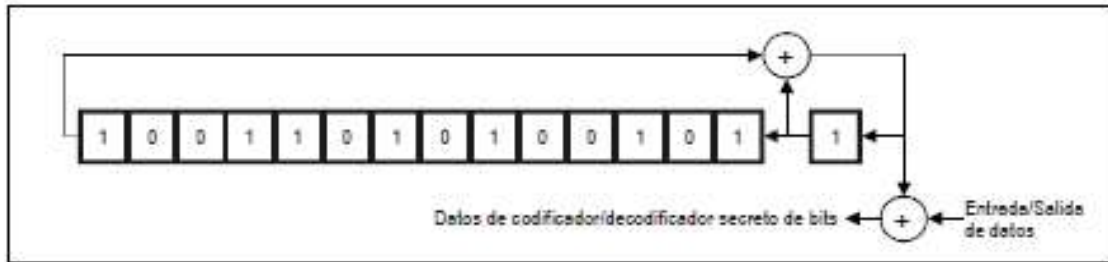 +
1 0 0 1 1 0 1 0 1 0 0 1 0 1 1
Datos de codificador/decodificador secreto de bits + Entrada/Salida
de datos